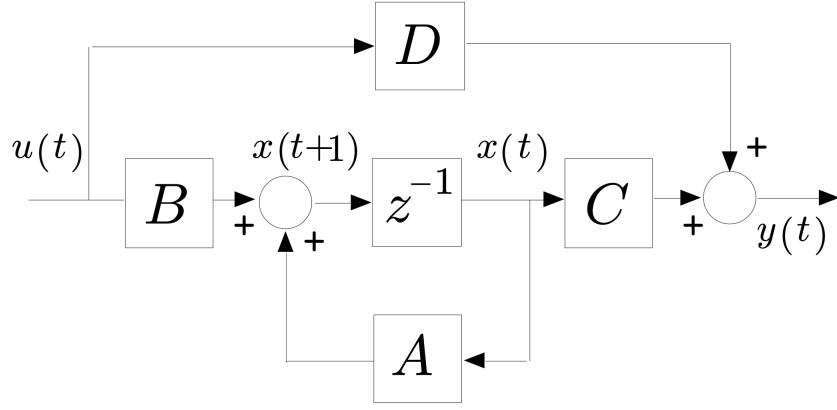 D
u(t)
x(t+1)
x(t)
+
B
z⁻¹
C
+
+
+
y(t)
A